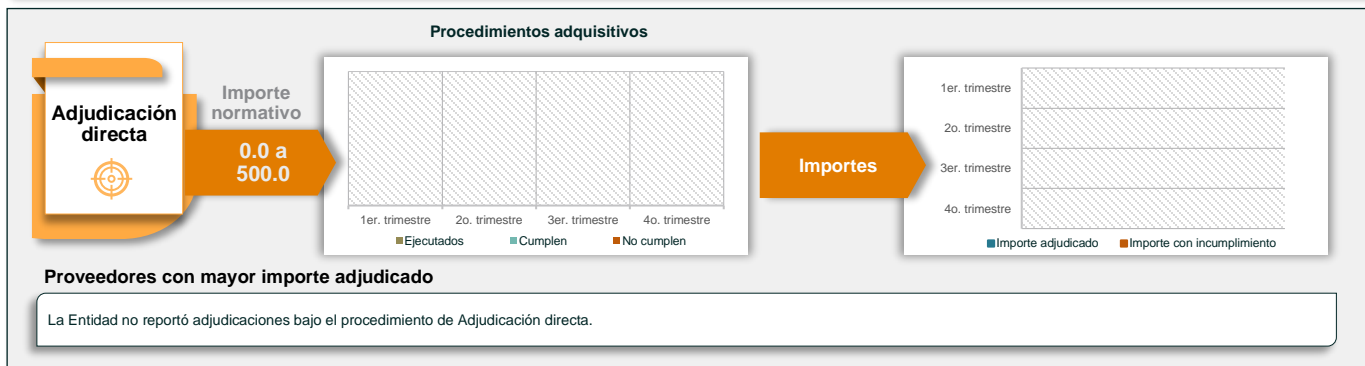 Procedimientos adquisitivos
Adjudicación
directa
Importe
normativo
0.0 a
500.0
1er. trimestre 2o. trimestre 3er. trimestre 4o. trimestre
Ejecutados Cumplen No cumplen
Importes
1er. trimestre
2o. trimestre
3er. trimestre
4o. trimestre
Importe adjudicado Importe con incumplimiento
Proveedores con mayor importe adjudicado
La Entidad no reportó adjudicaciones bajo el procedimiento de Adjudicación directa.